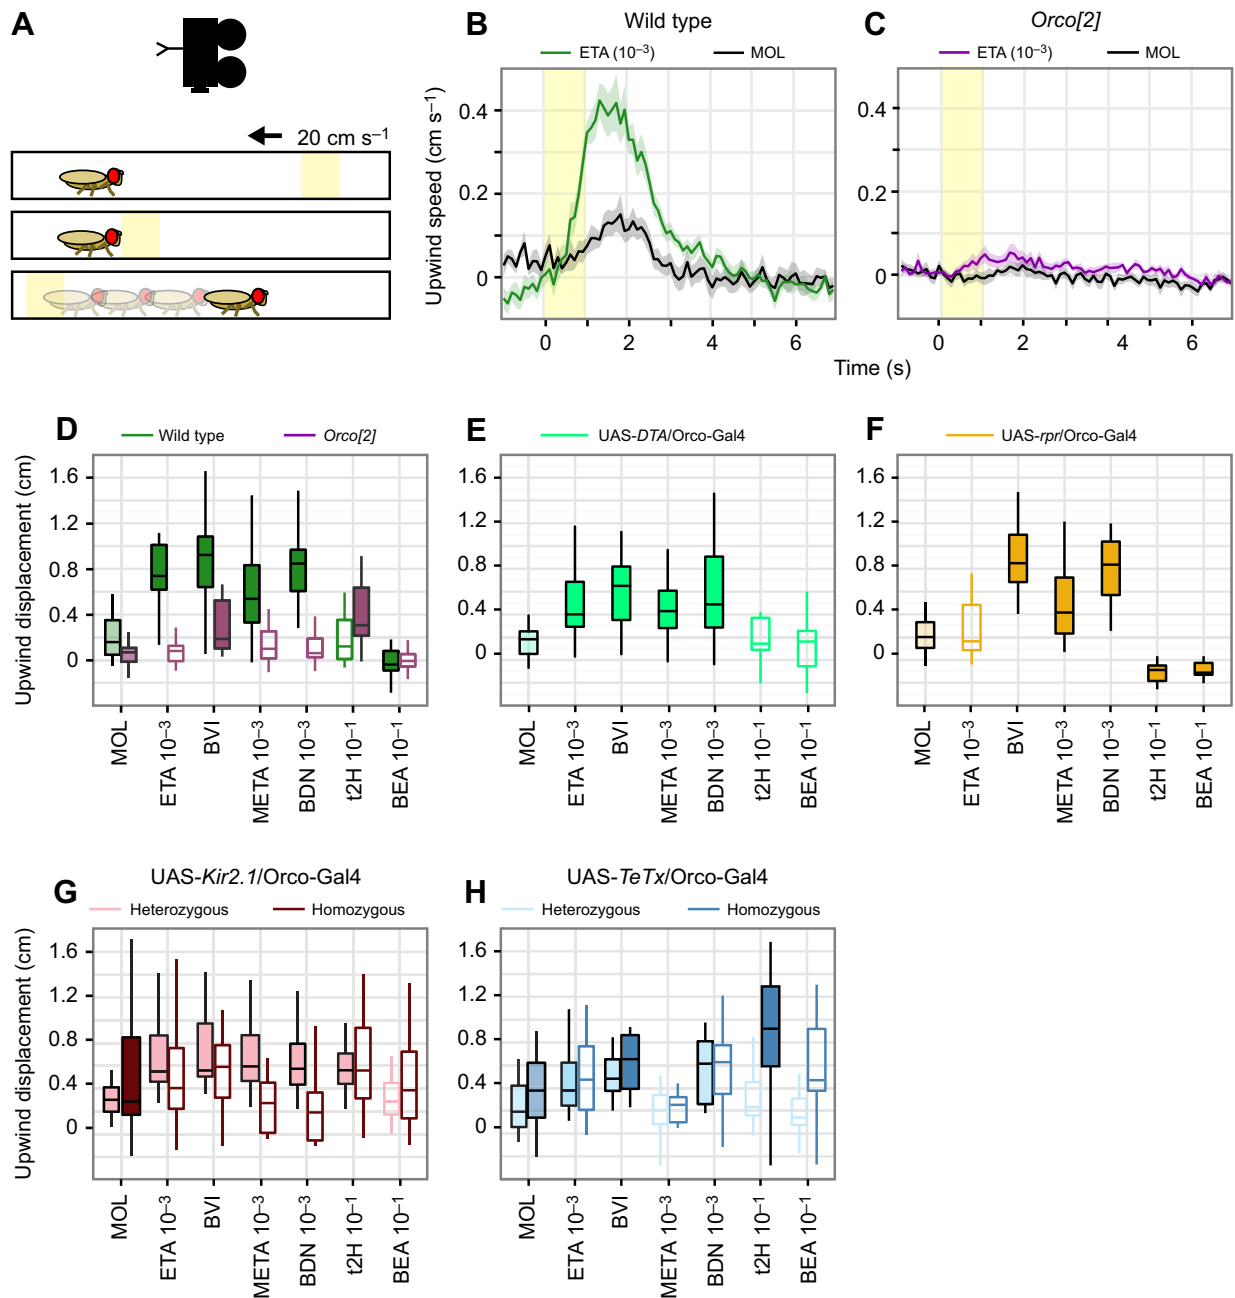 A
20 cm s⁻¹
B
Wild type
ETA (10⁻³)
MOL
Upwind speed (cm s⁻¹)
0.4
0.2
0
0
2
4
6
C
Orco[2]
ETA (10⁻³)
MOL
0.4
0.2
0
0
2
4
6
Time (s)
D
Wild type
Orco[2]
Upwind displacement (cm)
1.6
1.2
0.8
0.4
0
MOL
ETA 10⁻³
BVI
META 10⁻³
BDN 10⁻³
t2H 10⁻¹
BEA 10⁻¹
E
UAS-DTA/Orco-Gal4
1.6
1.2
0.8
0.4
0
MOL
ETA 10⁻³
BVI
META 10⁻³
BDN 10⁻³
t2H 10⁻¹
BEA 10⁻¹
F
UAS-rpr/Orco-Gal4
1.6
1.2
0.8
0.4
0
MOL
ETA 10⁻³
BVI
META 10⁻³
BDN 10⁻³
t2H 10⁻¹
BEA 10⁻¹
G
UAS-Kir2.1/Orco-Gal4
Heterozygous
Homozygous
Upwind displacement (cm)
1.6
1.2
0.8
0.4
0
MOL
ETA 10⁻³
BVI
META 10⁻³
BDN 10⁻³
t2H 10⁻¹
BEA 10⁻¹
H
UAS-TeTx/Orco-Gal4
Heterozygous
Homozygous
1.6
1.2
0.8
0.4
0
MOL
ETA 10⁻³
BVI
META 10⁻³
BDN 10⁻³
t2H 10⁻¹
BEA 10⁻¹